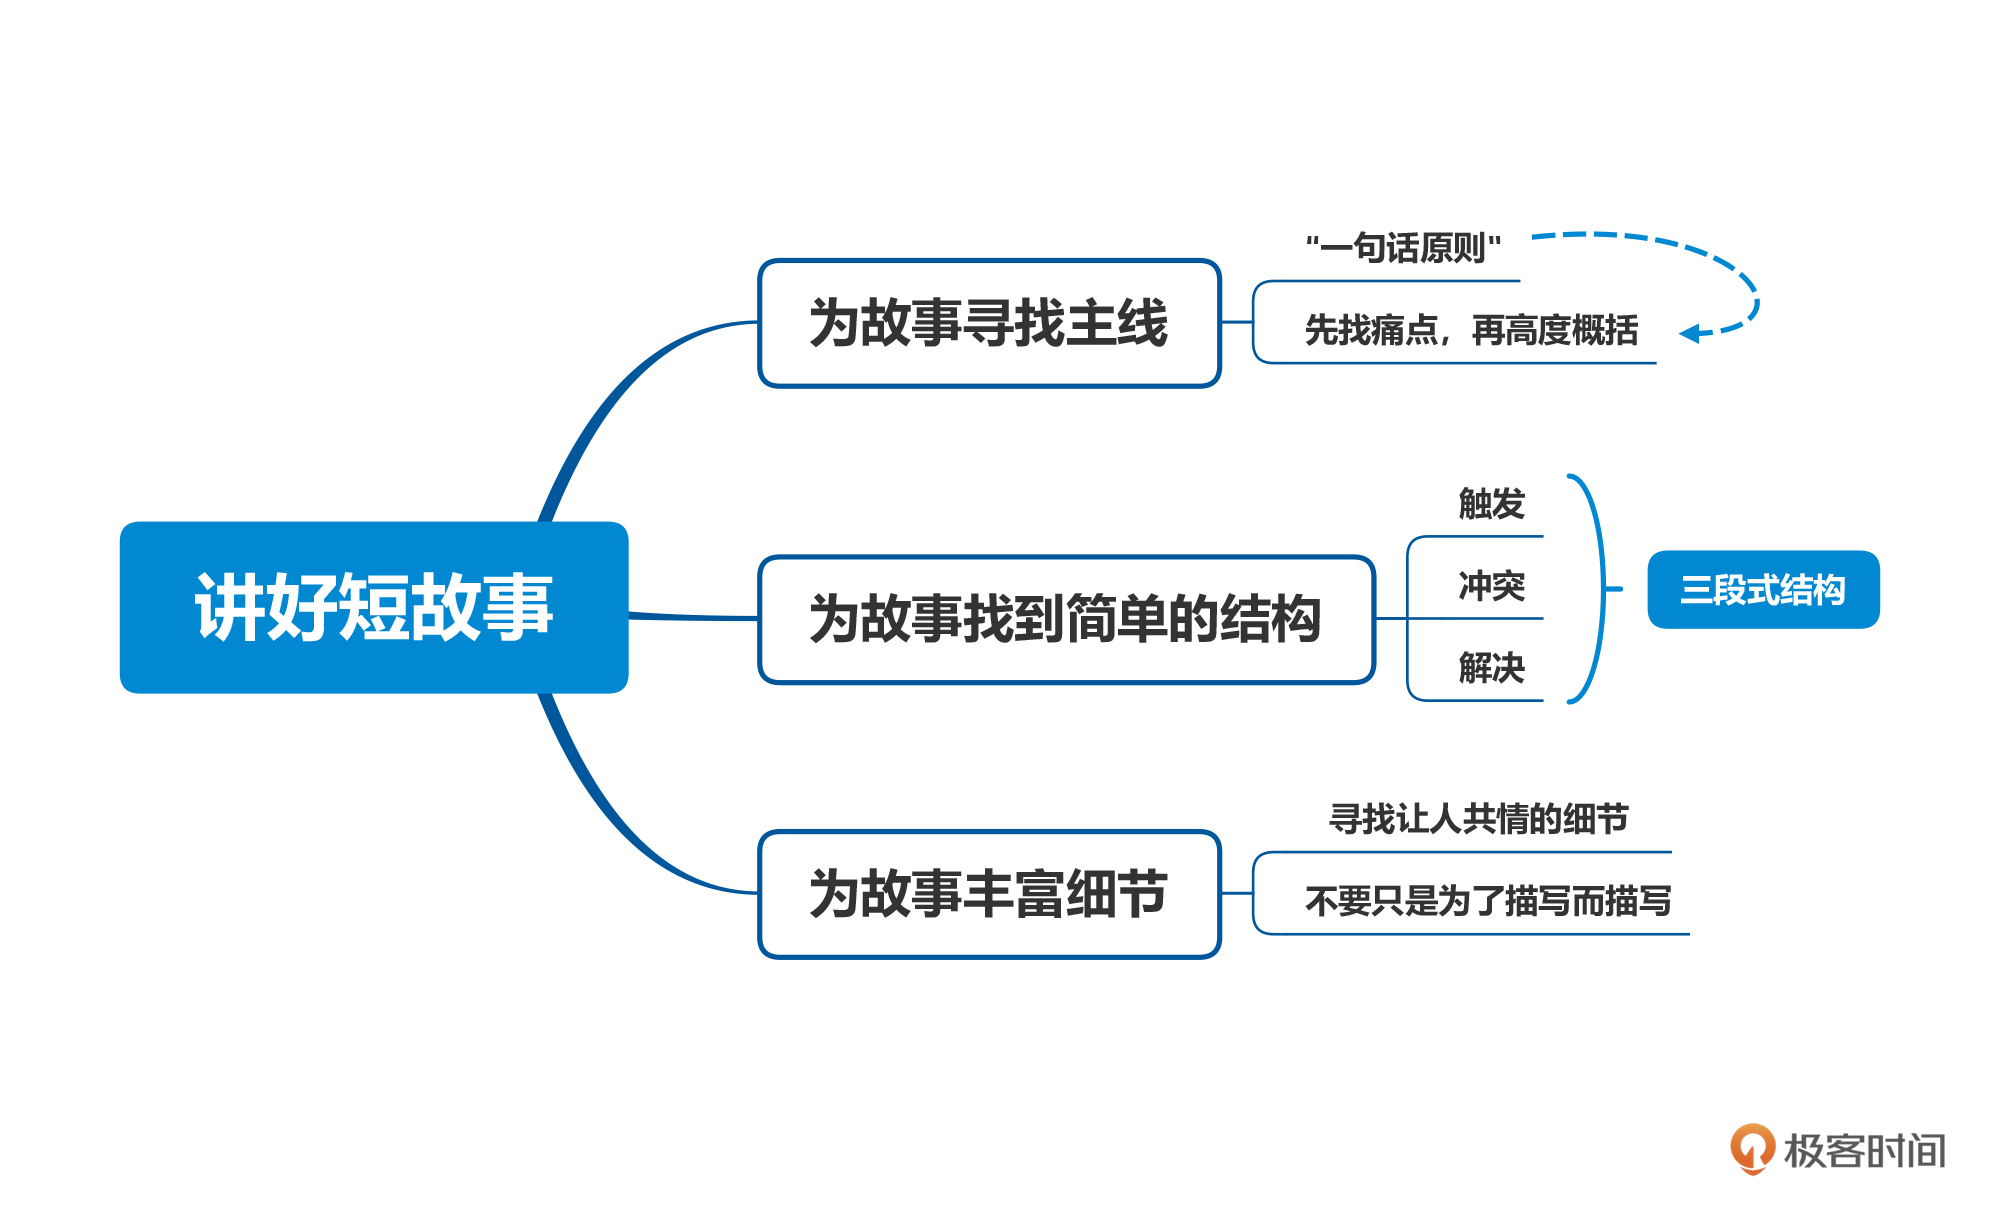 讲好短故事
为故事寻找主线
"一句话原则"
先找痛点，再高度概括
为故事找到简单的结构
触发
冲突
解决
三段式结构
为故事丰富细节
寻找让人共情的细节
不要只是为了描写而描写
极客时间